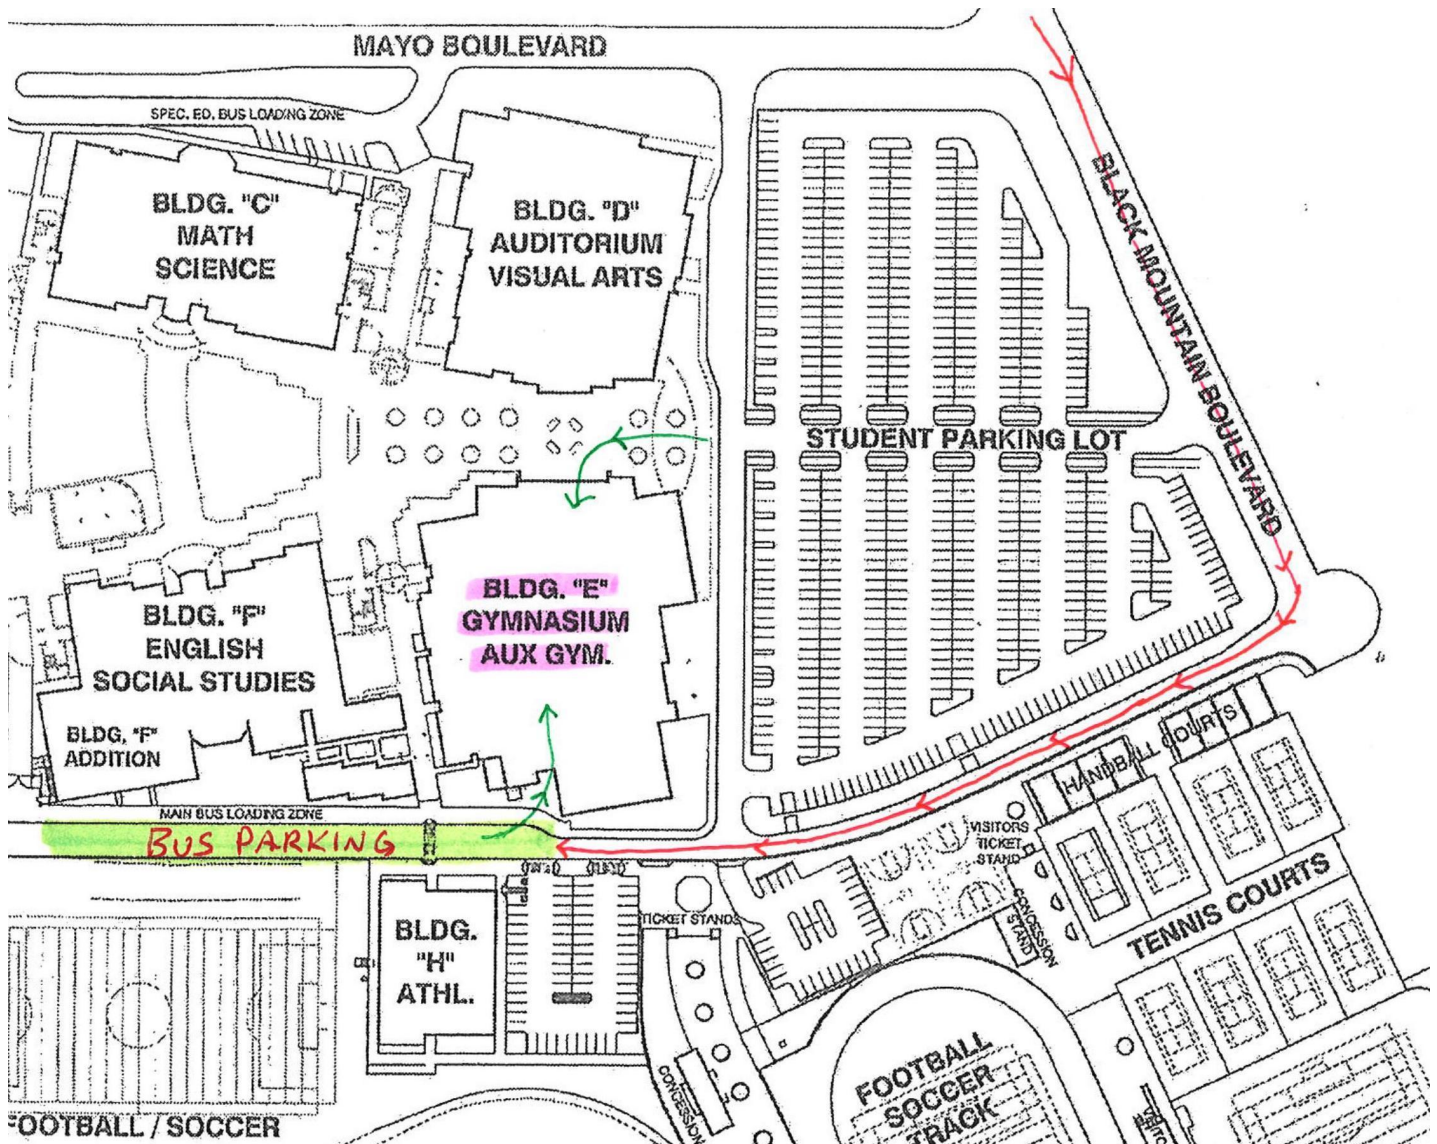 MAYO BOULEVARD
SPEC. ED. BUS LOADING ZONE
BLDG. "C"
MATH
SCIENCE
BLDG. "D"
AUDITORIUM
VISUAL ARTS
BLACK MOUNTAIN BOULEVARD
STUDENT PARKING LOT
BLDG. "E"
GYMNASIUM
AUX GYM.
BLDG. "F"
ENGLISH
SOCIAL STUDIES
BLDG. "F"
ADDITION
MAIN BUS LOADING ZONE
BUS PARKING
HANDBALL COURTS
VISITORS
TICKET
STAND
CONCESSION
STAND
TENNIS COURTS
BLDG.
"H"
ATHL.
TICKET STANDS
CONCESSION
FOOTBALL
SOCCER
TRACK
FOOTBALL / SOCCER